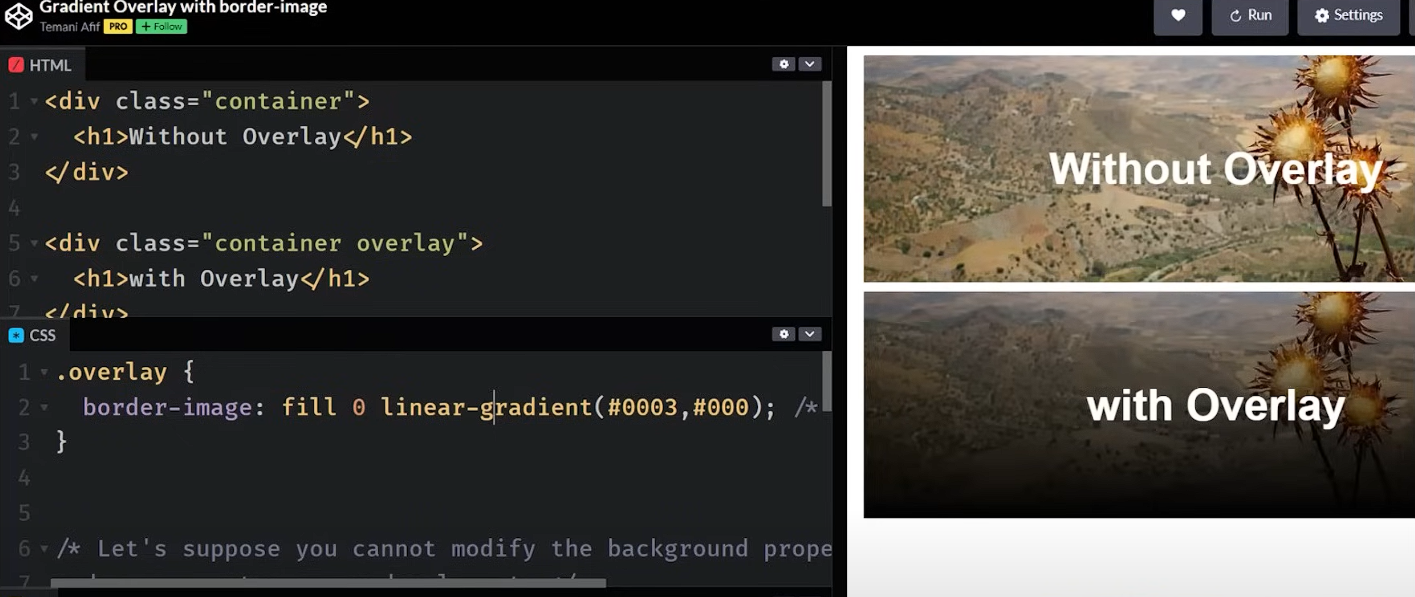 Gradient Overlay with border-image
Temani Afif PRO + Follow
Run
Settings
HTML
1 <div class="container">
2 <h1>Without Overlay</h1>
3 </div>
4
5 <div class="container overlay">
6 <h1>with Overlay</h1>
7 </div>
CSS
1 .overlay {
2 border-image: fill 0 linear-gradient(#0003,#000); /*
3 }
4
5
6 /* Let's suppose you cannot modify the background prope
7
Without Overlay
with Overlay